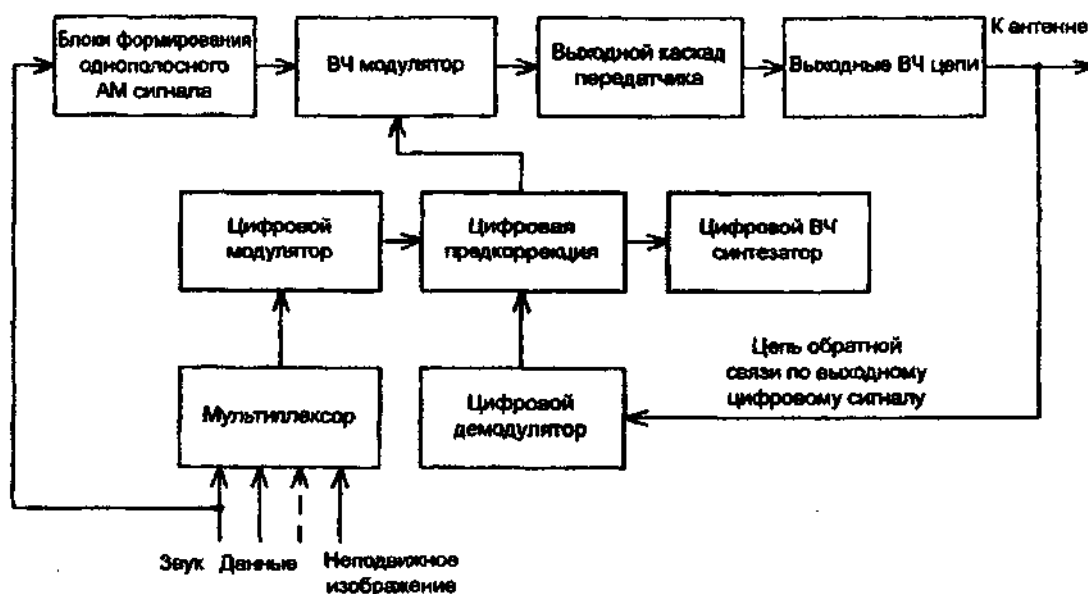 К антенне
Блоки формирования
однополосного
АМ сигнала
ВЧ модулятор
Выходной каскад
передатчика
Выходные ВЧ цепи
Цифровой
модулятор
Цифровая
предкоррекция
Цифровой ВЧ
синтезатор
Цепь обратной
связи по выходному
цифровому сигналу
Мультиплексор
Цифровой
демодулятор
Звук Данные Неподвижное
изображение